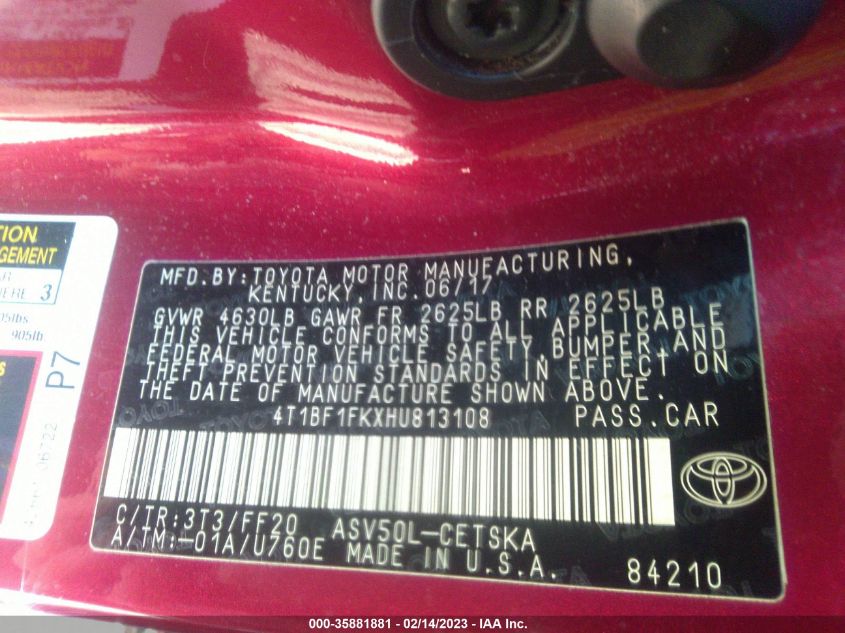 TION
GEMENT
3
905lb
P7
MFD.BY:TOYOTA MOTOR MANUFACTURING,
KENTUCKY,INC.06/17
GVWR 4630LB GAWR FR 2625LB RR 2625LB
THIS VEHICLE CONFORMS TO ALL APPLICABLE
FEDERAL MOTOR VEHICLE SAFETY,BUMPER,AND
THEFT PREVENTION STANDARDS IN EFFECT ON
THE DATE OF MANUFACTURE SHOWN ABOVE.
4T1BF1FKXHU813108 PASS.CAR
C/TR:3T3/FF20 ASV50L-CETSKA
A/TM:-01A/U760E MADE IN U.S.A.
84210
000-35881881 - 02/14/2023 - IAA Inc.